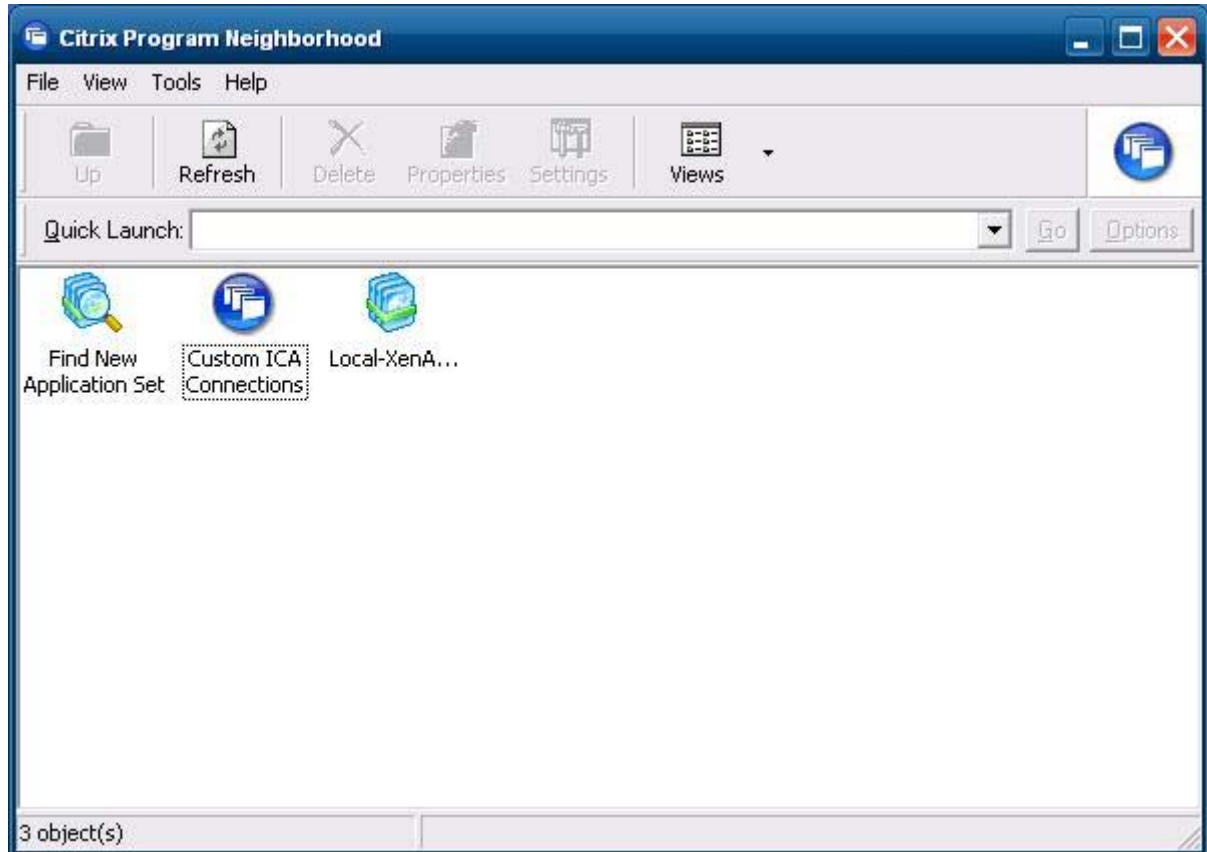 Citrix Program Neighborhood
File View Tools Help
Up Refresh Delete Properties Settings Views
Quick Launch: Go Options
Find New
Application Set
Custom ICA
Connections
Local-XenA...
3 object(s)